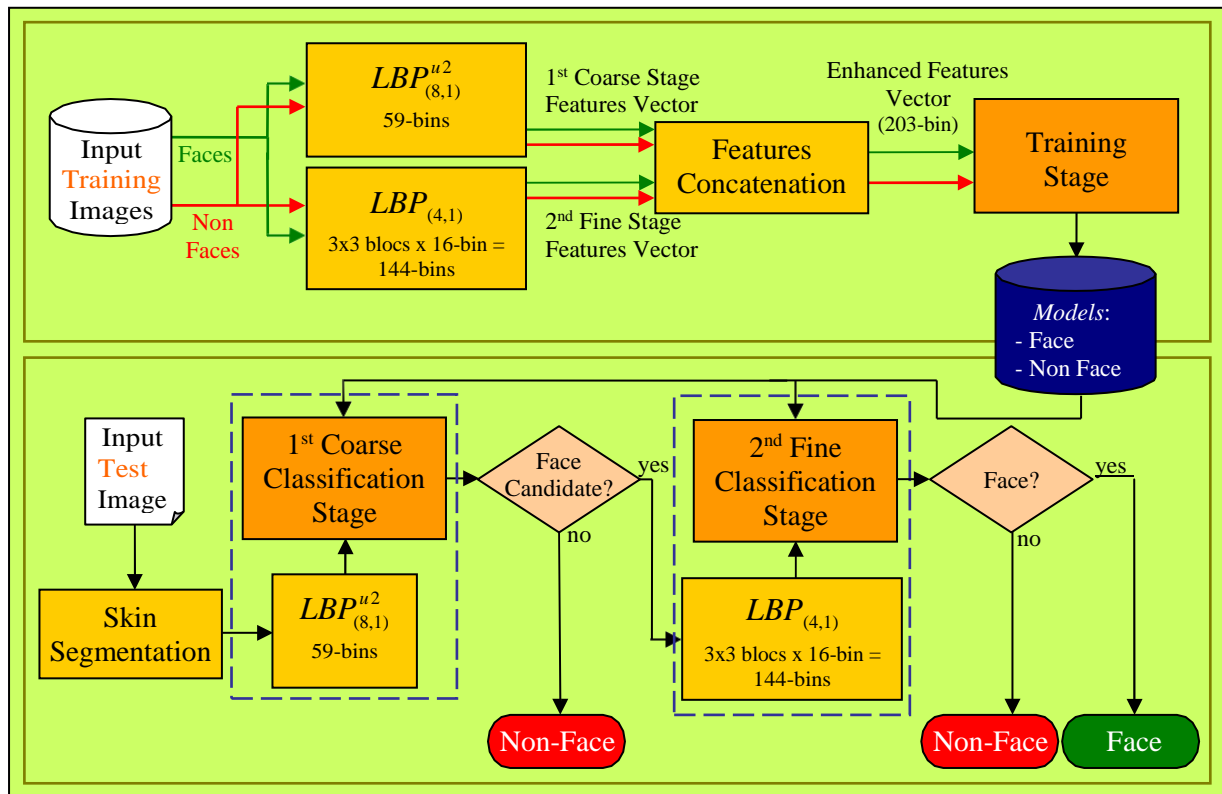 Input
Training
Images
Faces
Non
Faces
LBP^{u2}_{(8,1)}
59-bins
LBP_{(4,1)}
3x3 blocs x 16-bin =
144-bins
1st Coarse Stage
Features Vector
2nd Fine Stage
Features Vector
Features
Concatenation
Enhanced Features
Vector
(203-bin)
Training
Stage
Models:
- Face
- Non Face
Input
Test
Image
Skin
Segmentation
1st Coarse
Classification
Stage
LBP^{u2}_{(8,1)}
59-bins
Face
Candidate?
yes
no
Non-Face
2nd Fine
Classification
Stage
LBP_{(4,1)}
3x3 blocs x 16-bin =
144-bins
Face?
yes
no
Non-Face
Face